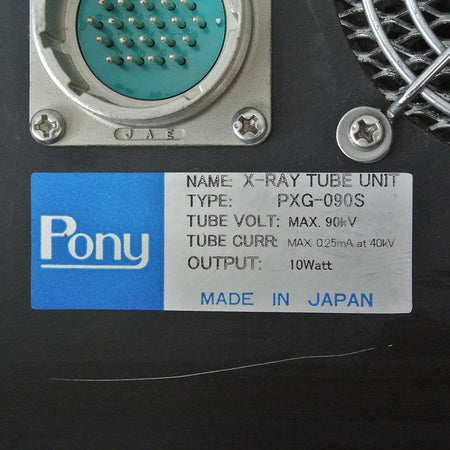 JAE
Pony
NAME: X-RAY TUBE UNIT
TYPE: PXG-090S
TUBE VOLT: MAX. 90kV
TUBE CURR: MAX. 0.25mA at 40kV
OUTPUT: 10Watt
MADE IN JAPAN